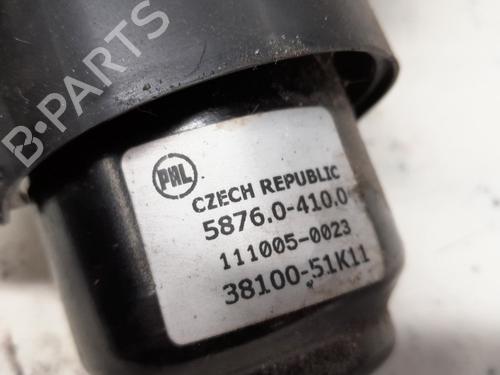 B-PARTS
PAL
CZECH REPUBLIC
5876.0-410.0
111005-0023
38100-51K11